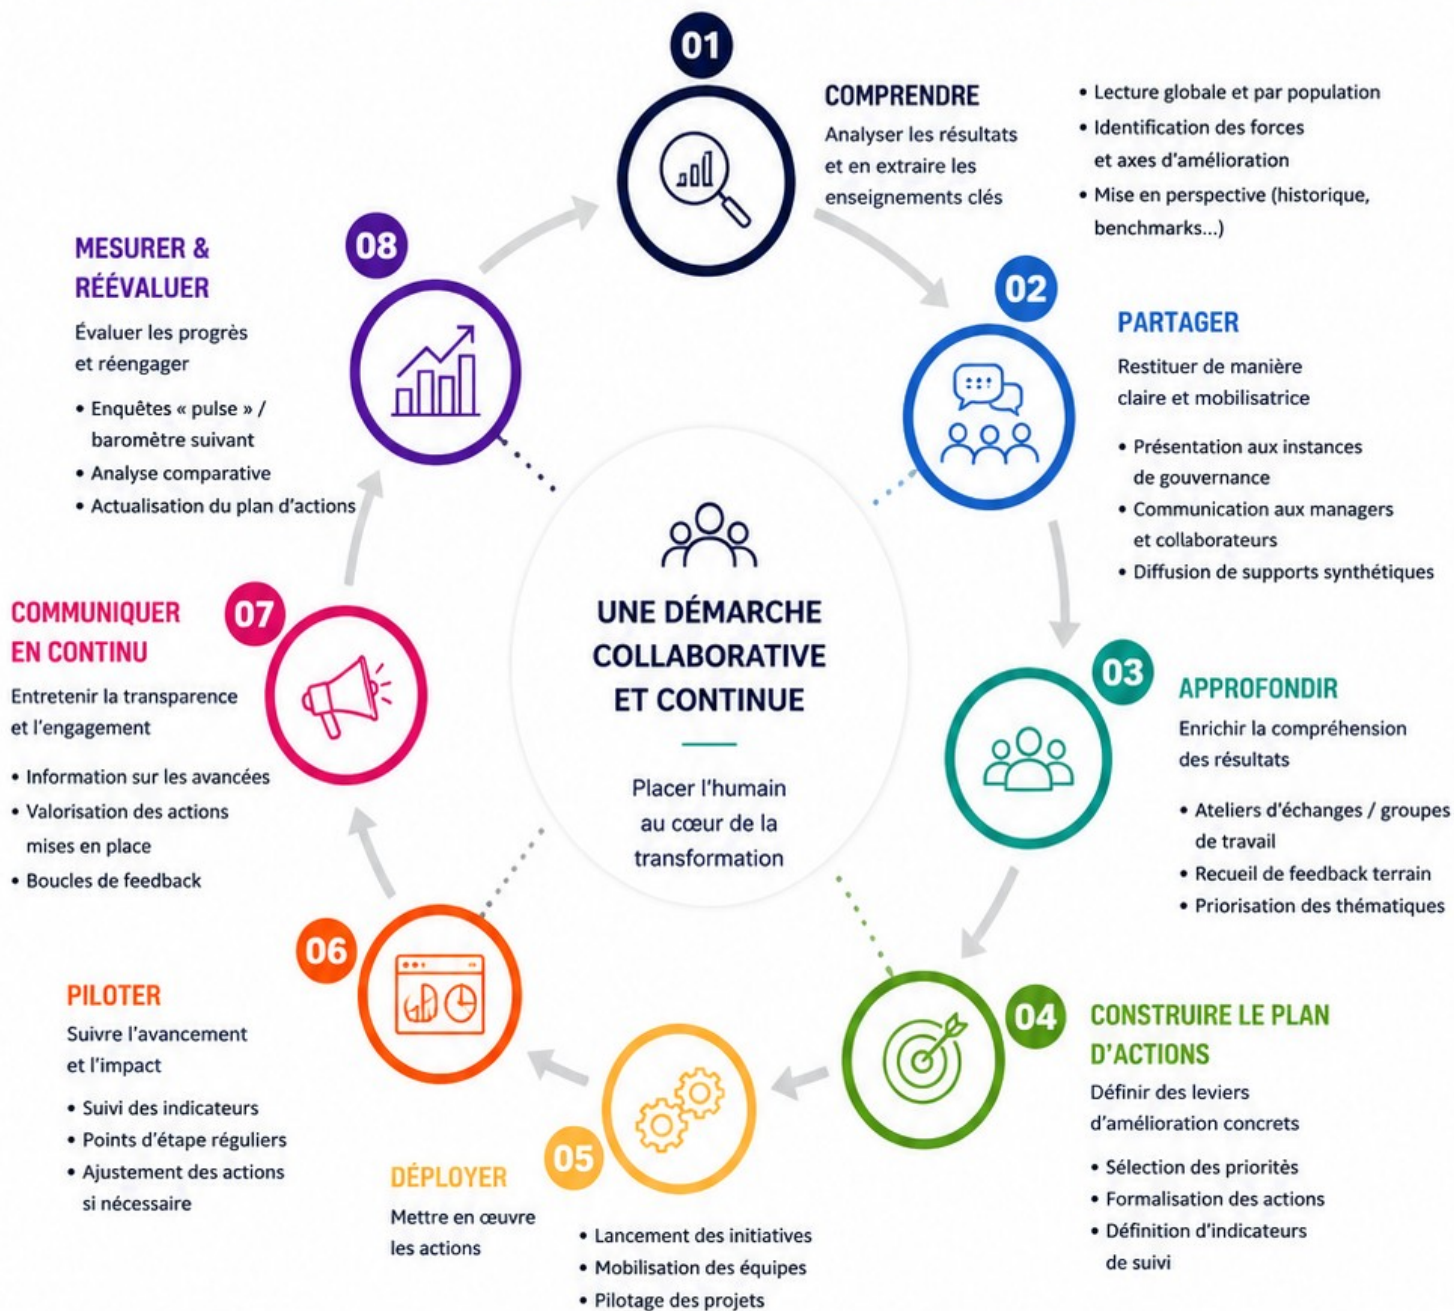 01
COMPRENDRE
Analyser les résultats
et en extraire les
enseignements clés
• Lecture globale et par population
• Identification des forces
et axes d'amélioration
• Mise en perspective (historique,
benchmarks...)
02
PARTAGER
Restituer de manière
claire et mobilisatrice
• Présentation aux instances
de gouvernance
• Communication aux managers
et collaborateurs
• Diffusion de supports synthétiques
03
APPROFONDIR
Enrichir la compréhension
des résultats
• Ateliers d'échanges / groupes
de travail
• Recueil de feedback terrain
• Priorisation des thématiques
04
CONSTRUIRE LE PLAN
D'ACTIONS
Définir des leviers
d'amélioration concrets
• Sélection des prioritès
• Formalisation des actions
• Définition d'indicateurs
de suivi
05
DÉPLOYER
Mettre en œuvre
les actions
• Lancement des initiatives
• Mobilisation des équipes
• Pilotage des projets
06
PILOTER
Suivre l'avancement
et l'impact
• Suivi des indicateurs
• Points d'étape réguliers
• Ajustement des actions
si nécessaire
07
COMMUNIQUER
EN CONTINU
Entretenir la transparence
et l'engagement
• Information sur les avancées
• Valorisation des actions
mises en place
• Boucles de feedback
08
MESURER &
RÉÉVALUER
Évaluer les progrès
et réengager
• Enquêtes « pulse » /
baromètre suivant
• Analyse comparative
• Actualisation du plan d'actions
UNE DÉMARCHE
COLLABORATIVE
ET CONTINUE
Placer l'humain
au cœur de la
transformation